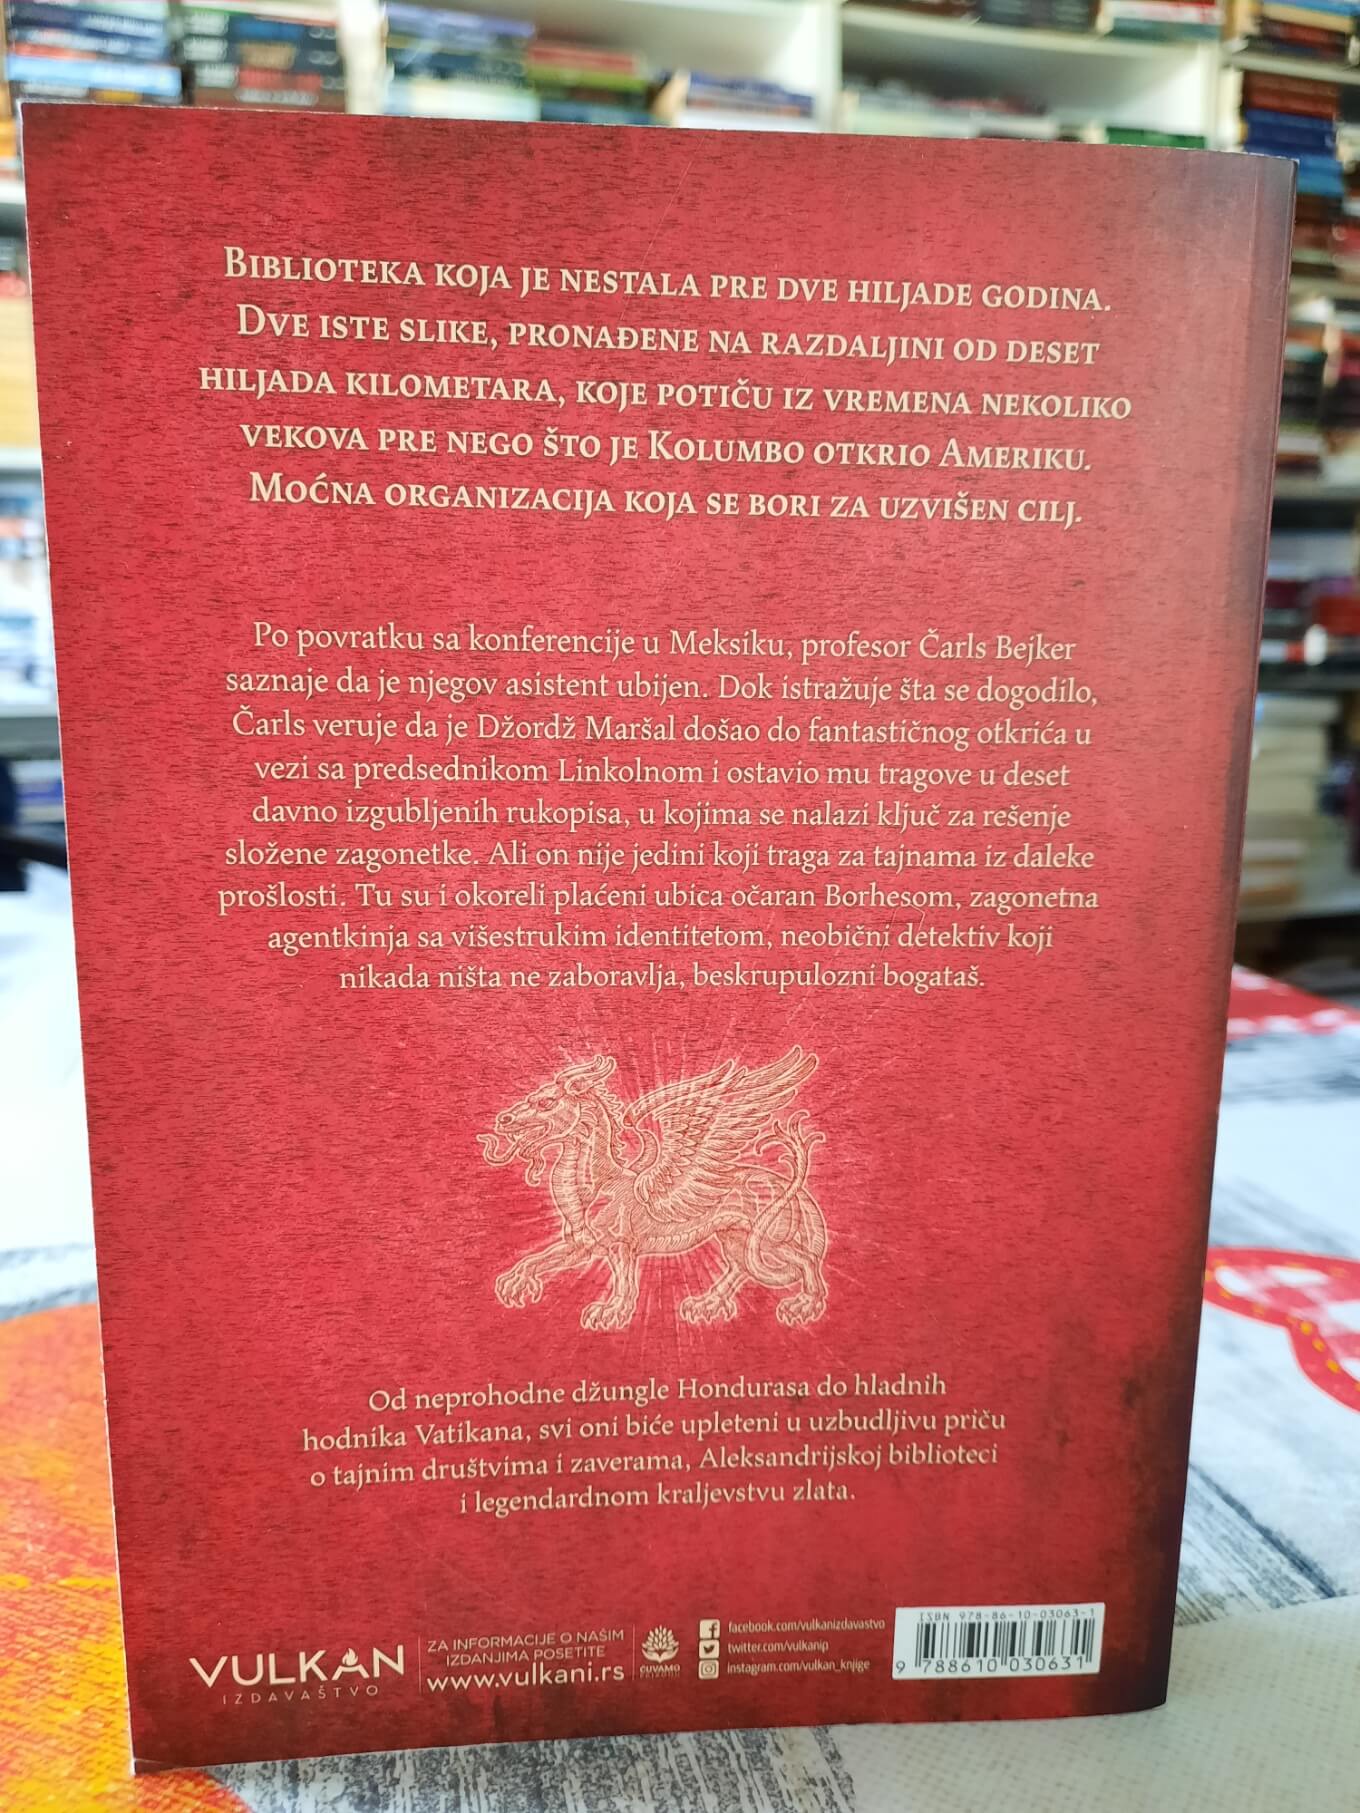 Biblioteka koja je nestala pre dve hiljade godina.
Dve iste slike, pronađene na razdaljini od deset
hiljada kilometara, koje potiču iz vremena nekoliko
vekova pre nego što je Kolumbo otkrio Ameriku.
Moćna organizacija koja se bori za uzvišen cilj.
Po povratku sa konferencije u Meksiku, profesor Čarls Bejker
saznaje da je njegov asistent ubijen. Dok istražuje šta se dogodilo,
Čarls veruje da je Džordž Maršal došao do fantastičnog otkrića u
vezi sa predsednikom Linkolnom i ostavio mu tragove u deset
davno izgubljenih rukopisa, u kojima se nalazi ključ za rešenje
složene zagonetke. Ali on nije jedini koji traga za tajnama iz daleke
prošlosti. Tu su i okoreli plaćeni ubica očaran Borhesom, zagonetna
agentkinja sa višestrukim identitetom, neobični detektiv koji
nikada ništa ne zaboravlja, beskrupulozni bogataš.
Od neprohodne džungle Hondurasa do hladnih
hodnika Vatikana, svi oni biće upleteni u uzbudljivu priču
o tajnim društvima i zaverama, Aleksandrijskoj biblioteci
i legendardnom kraljevstvu zlata.
VULKAN
IZDAVAŠTVO
ZA INFORMACIJE O NAŠIM
IZDANJIMA POSETITE
www.vulkani.rs
ČUVAMO
facebook.com/vulkanizdavastvo
twitter.com/vulkanip
instagram.com/vulkan_knjige
ISBN 978-86-10-03063-1
9 788610 030631